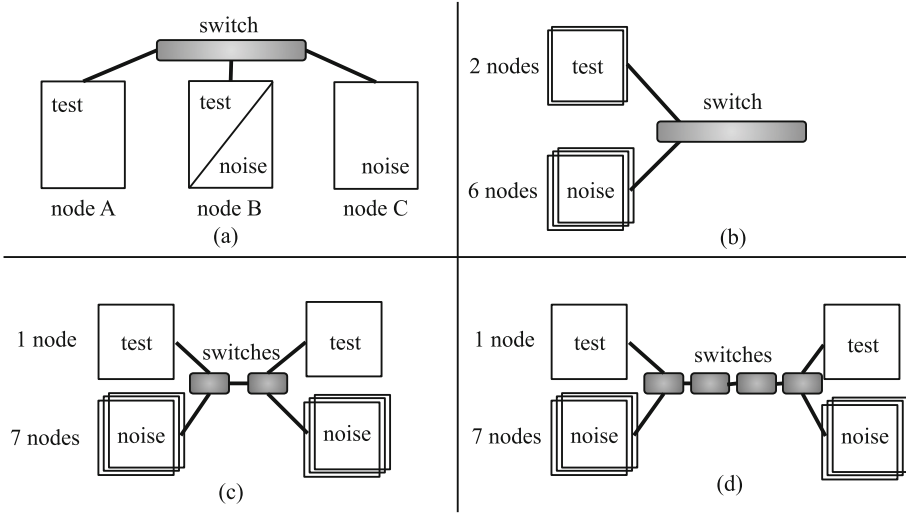 switch
test
test
noise
noise
node A
node B
node C
(a)
2 nodes
test
switch
6 nodes
noise
(b)
1 node
test
switches
test
7 nodes
noise
noise
(c)
1 node
test
switches
test
7 nodes
noise
noise
(d)